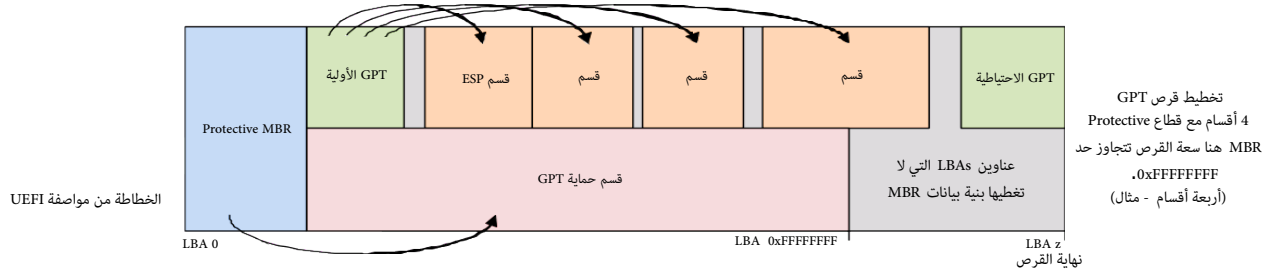 GPT الأولية
قسم ESP
قسم
قسم
قسم
GPT الاحتياطية
Protective MBR
قسم حماية GPT
عناوين LBAs التي لا
تغطيها بنية بيانات MBR
تخطيط قرص GPT
4 أقسام مع قطاع Protective
MBR هنا سعة القرص تتجاوز حد
0xFFFFFFFF.
(أربعة أقسام - مثال)
الخطاطة من مواصفة UEFI
LBA 0
LBA 0xFFFFFFFF
LBA z
نهاية القرص